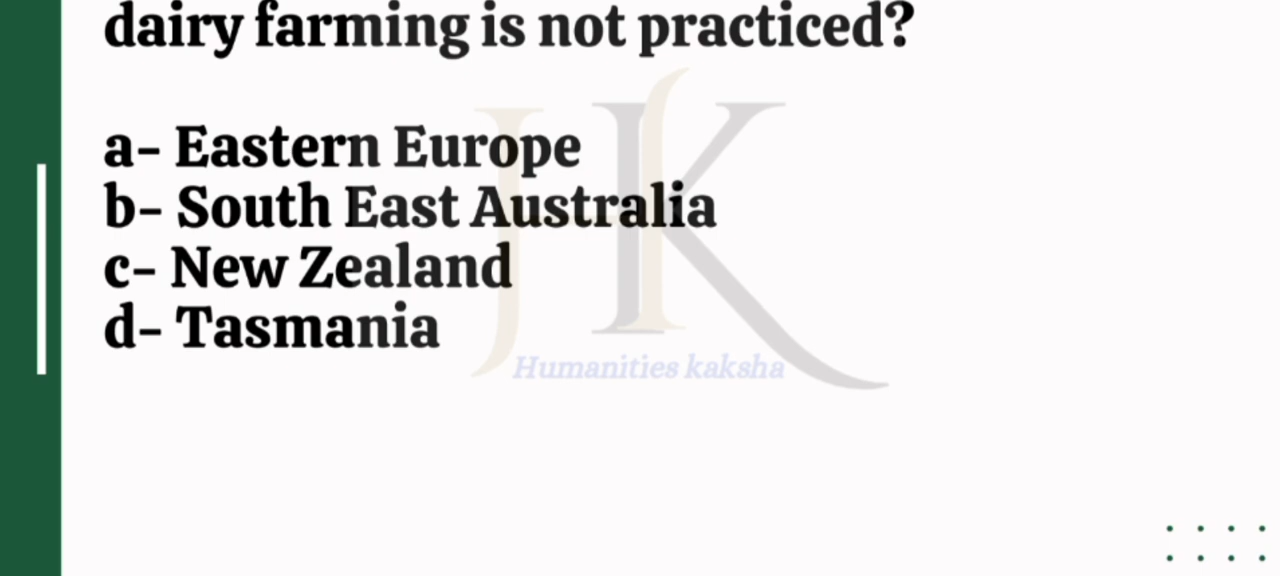 dairy farming is not practiced?
a- Eastern Europe
b- South East Australia
c- New Zealand
d- Tasmania
JK
Humanities kaksha